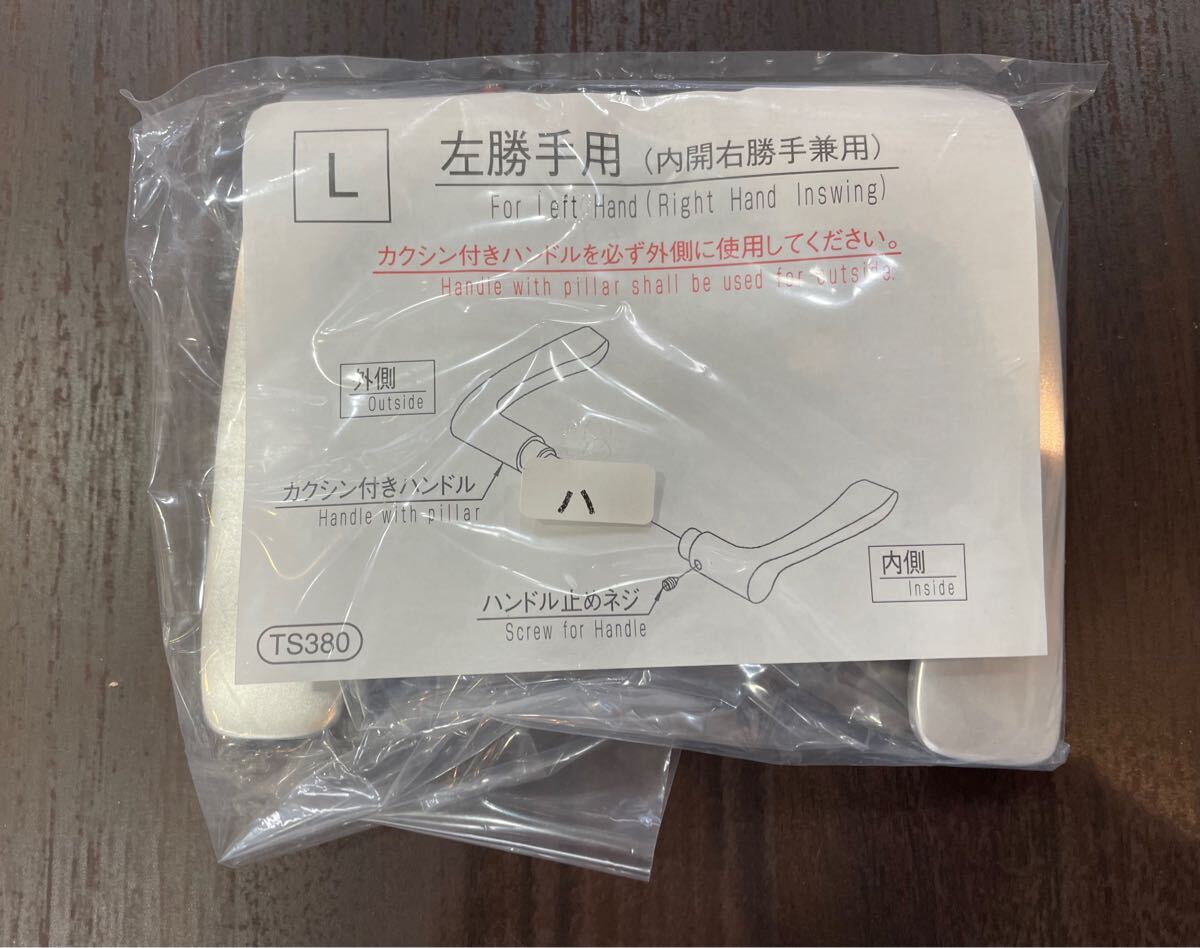 L
左勝手用（内開右勝手兼用）
For Left Hand(Right Hand Inswing)
カクシン付きハンドルを必ず外側に使用してください。
Handle with pillar shall be used for outside.
外側
Outside
カクシン付きハンドル
Handle with pillar
ハ
内側
Inside
ハンドル止めネジ
Screw for Handle
TS380